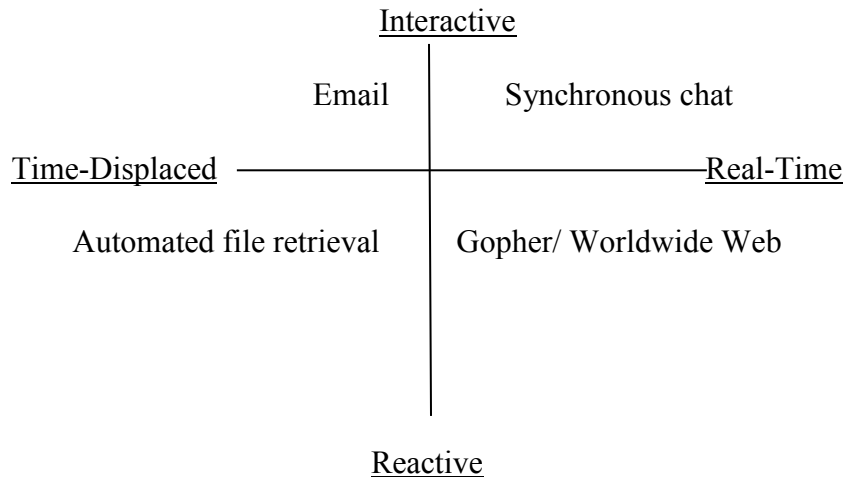 Interactive
Email Synchronous chat
Time-Displaced Real-Time
Automated file retrieval Gopher/ Worldwide Web
Reactive